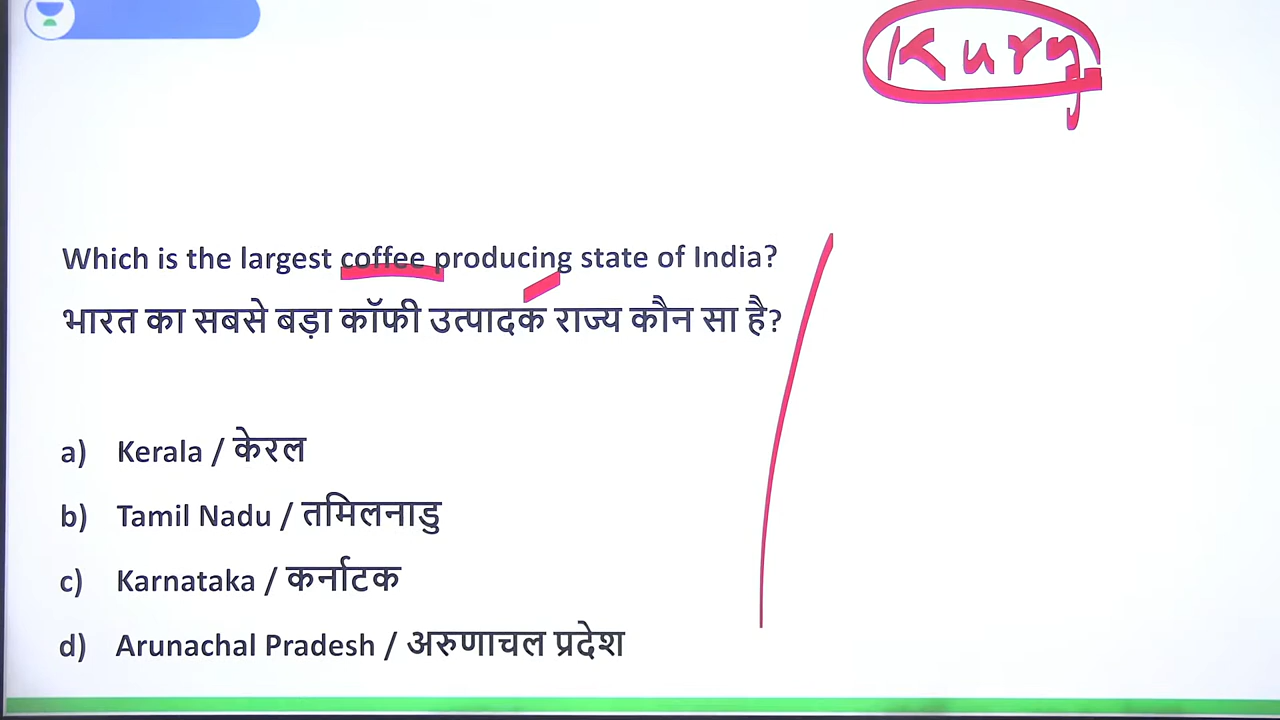 Kurg
Which is the largest coffee producing state of India?
भारत का सबसे बड़ा कॉफी उत्पादक राज्य कौन सा है?
a) Kerala / केरल
b) Tamil Nadu / तमिलनाडु
c) Karnataka / कर्नाटक
d) Arunachal Pradesh / अरुणाचल प्रदेश